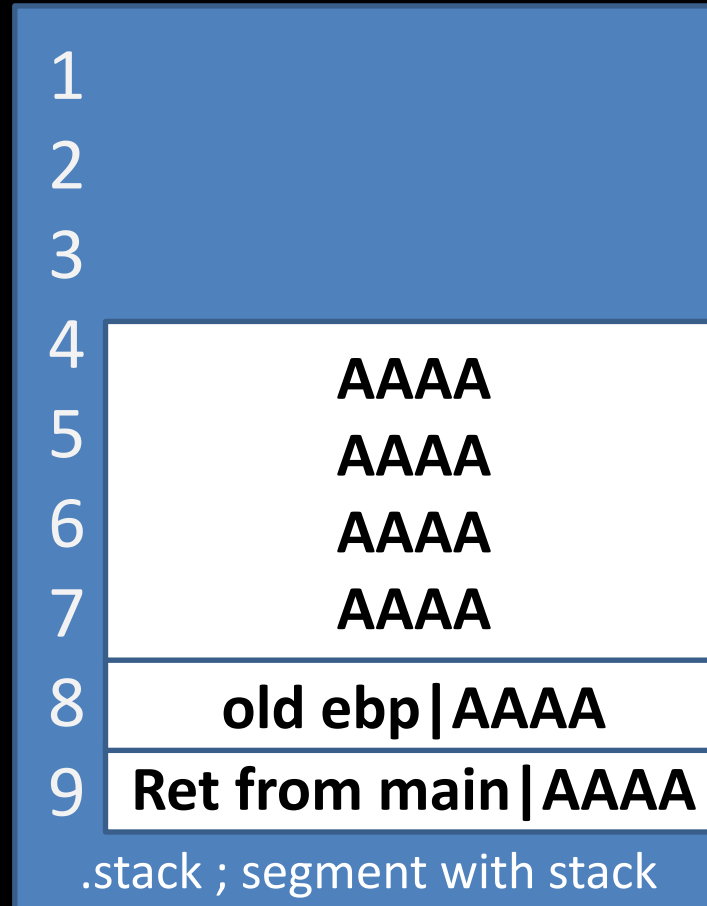 1
2
3
4
AAAA
5
AAAA
6
AAAA
7
AAAA
8 old ebp|AAAA
9 Ret from main|AAAA
.stack ; segment with stack